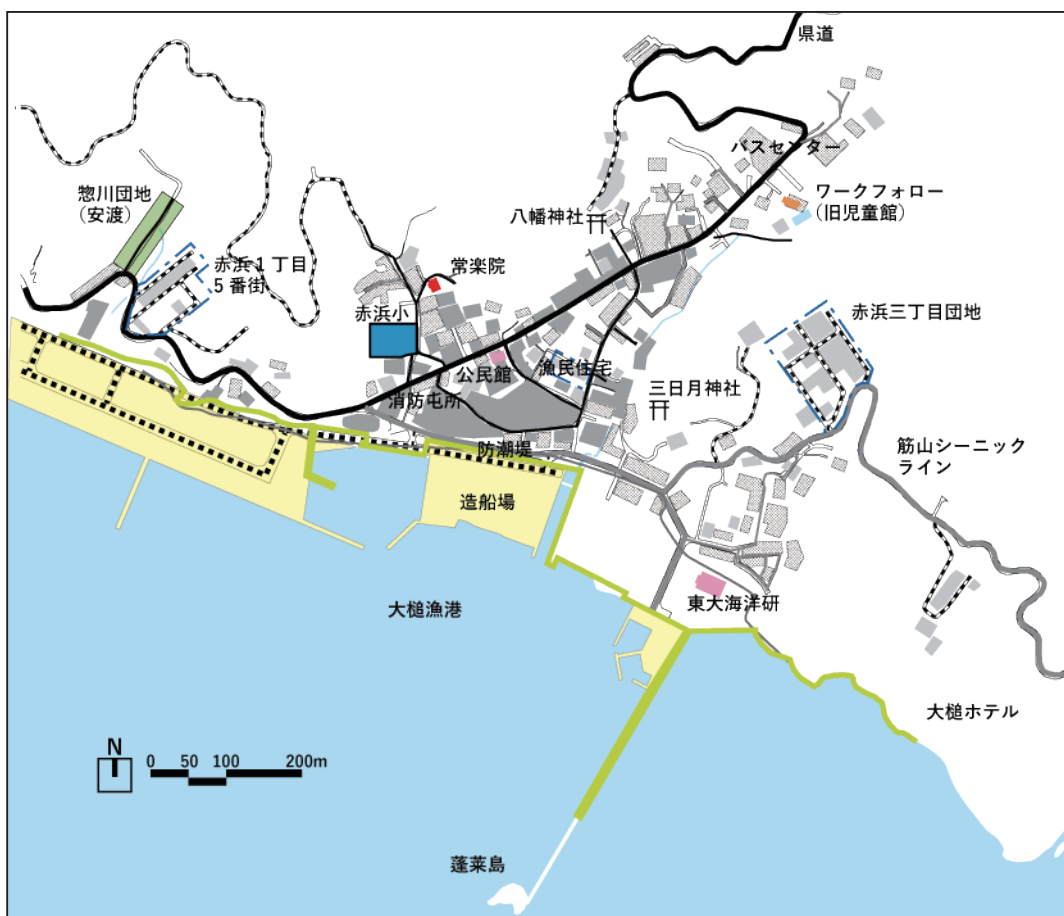 県道
バスセンター
惣川団地
(安渡)
ワークフォロー
(旧児童館)
八幡神社
赤浜1丁目
5番街
常楽院
赤浜小
赤浜三丁目団地
公民館
漁民住宅
三日月神社
消防屯所
防潮堤
筋山シーニック
ライン
造船場
大槌漁港
東大海洋研
大槌ホテル
N
0 50 100 200m
蓬莱島